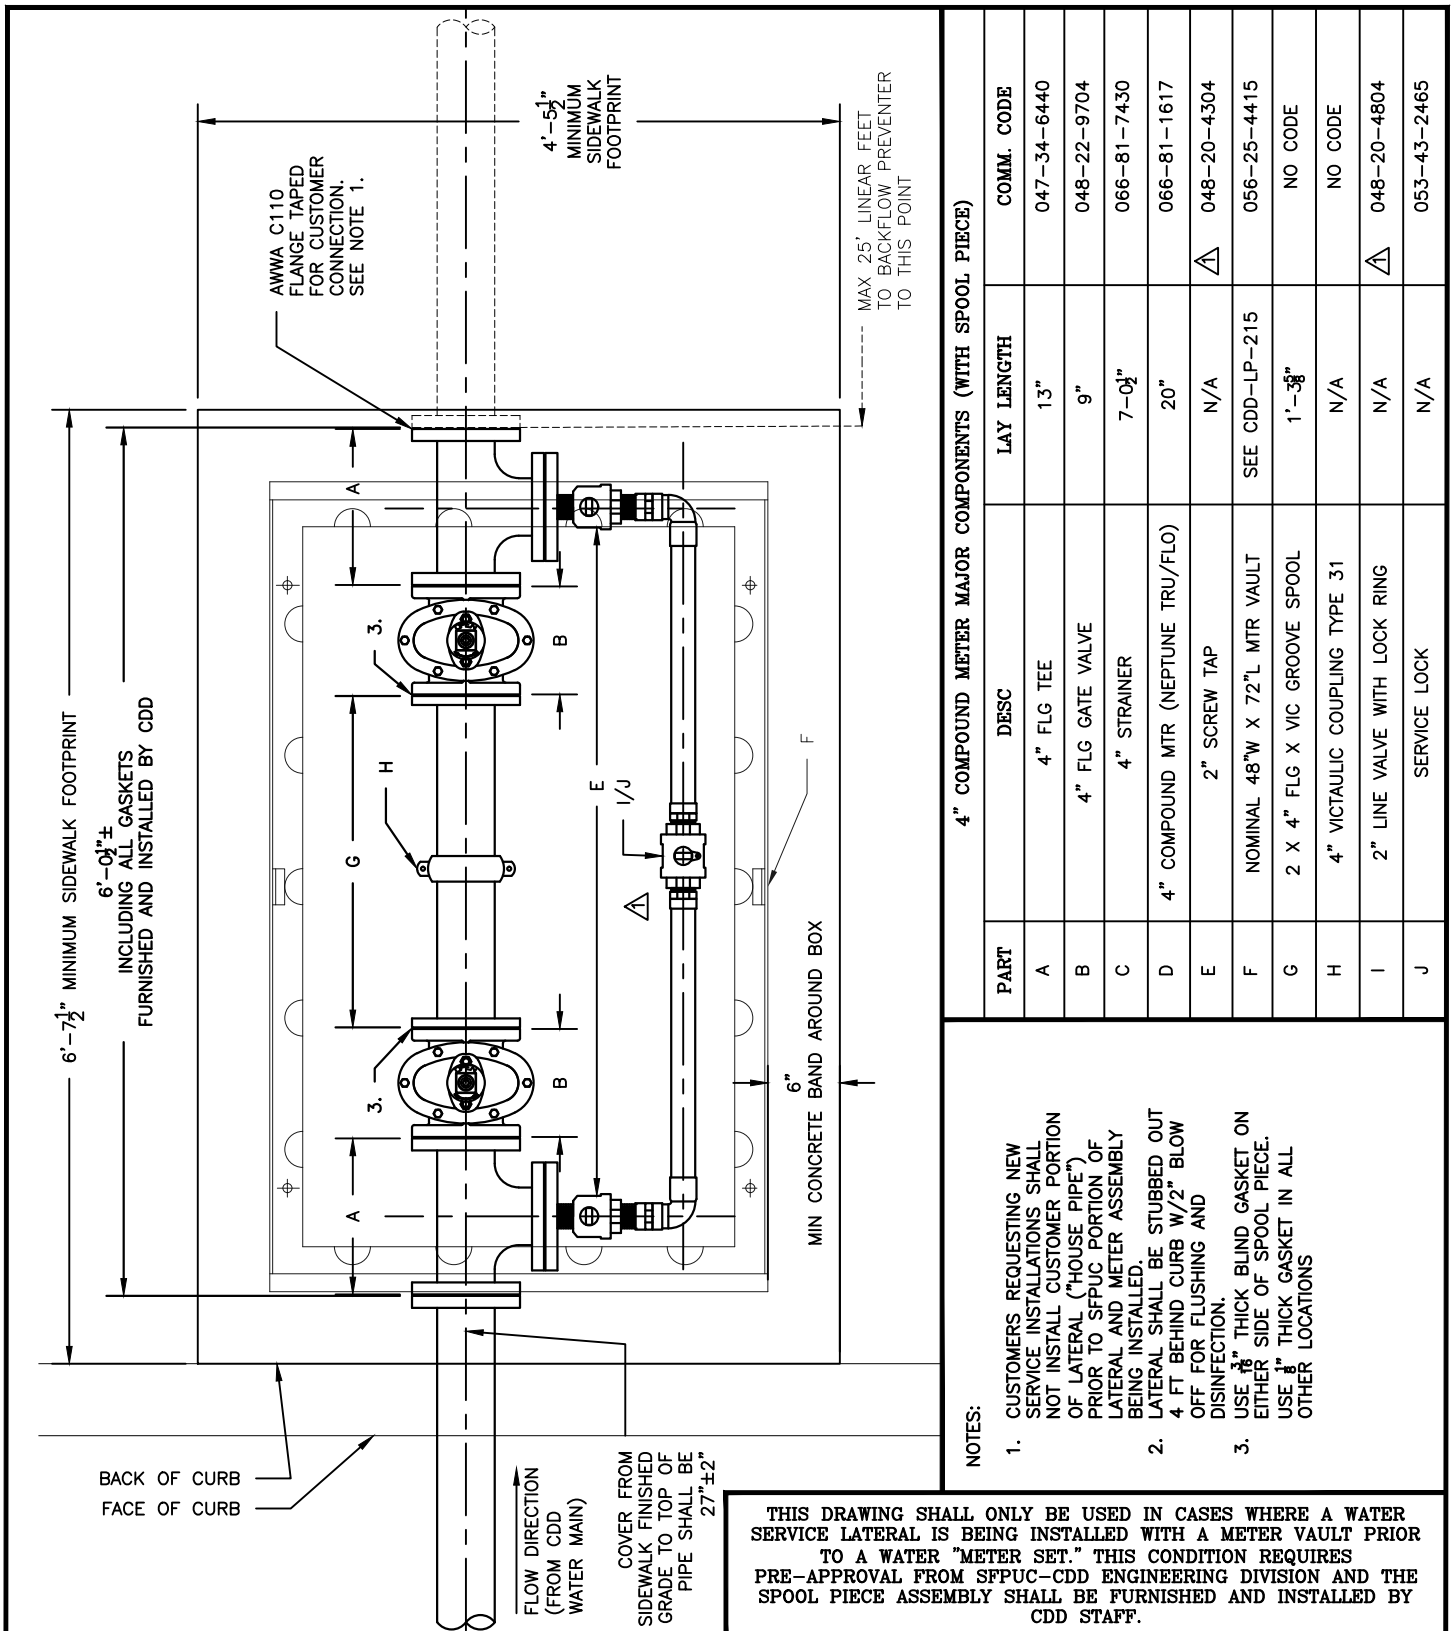 6'-7 1/2" MINIMUM SIDEWALK FOOTPRINT
6'-0 1/2"±
INCLUDING ALL GASKETS
FURNISHED AND INSTALLED BY CDD
AWWA C110
FLANGE TAPED
FOR CUSTOMER
CONNECTION.
SEE NOTE 1.
4'-5 1/2"
MINIMUM
SIDEWALK
FOOTPRINT
MAX 25' LINEAR FEET
TO BACKFLOW PREVENTER
TO THIS POINT
A
G
A
H
3.
3.
B
B
E
I/J
1
F
6"
MIN CONCRETE BAND AROUND BOX
BACK OF CURB
FACE OF CURB
FLOW DIRECTION
(FROM CDD
WATER MAIN)
COVER FROM
SIDEWALK FINISHED
GRADE TO TOP OF
PIPE SHALL BE
27"±2"
4" COMPOUND METER MAJOR COMPONENTS (WITH SPOOL PIECE)
PART DESC LAY LENGTH COMM. CODE
A 4" FLG TEE 13" 047-34-6440
B 4" FLG GATE VALVE 9" 048-22-9704
C 4" STRAINER 7-0 1/2" 066-81-7430
D 4" COMPOUND MTR (NEPTUNE TRU/FLO) 20" 066-81-1617
E 2" SCREW TAP N/A 1 048-20-4304
F NOMINAL 48"W X 72"L MTR VAULT SEE CDD-LP-215 056-25-4415
G 2 X 4" FLG X VIC GROOVE SPOOL 1'-3 5/8" NO CODE
H 4" VICTAULIC COUPLING TYPE 31 N/A NO CODE
I 2" LINE VALVE WITH LOCK RING N/A 1 048-20-4804
J SERVICE LOCK N/A 053-43-2465
NOTES:
1. CUSTOMERS REQUESTING NEW
SERVICE INSTALLATIONS SHALL
NOT INSTALL CUSTOMER PORTION
OF LATERAL ("HOUSE PIPE")
PRIOR TO SFPUC PORTION OF
LATERAL AND METER ASSEMBLY
BEING INSTALLED.
2. LATERAL SHALL BE STUBBED OUT
4 FT BEHIND CURB W/2" BLOW
OFF FOR FLUSHING AND
DISINFECTION.
3. USE 3/16" THICK BLIND GASKET ON
EITHER SIDE OF SPOOL PIECE.
USE 1/8" THICK GASKET IN ALL
OTHER LOCATIONS
THIS DRAWING SHALL ONLY BE USED IN CASES WHERE A WATER
SERVICE LATERAL IS BEING INSTALLED WITH A METER VAULT PRIOR
TO A WATER "METER SET." THIS CONDITION REQUIRES
PRE-APPROVAL FROM SFPUC-CDD ENGINEERING DIVISION AND THE
SPOOL PIECE ASSEMBLY SHALL BE FURNISHED AND INSTALLED BY
CDD STAFF.